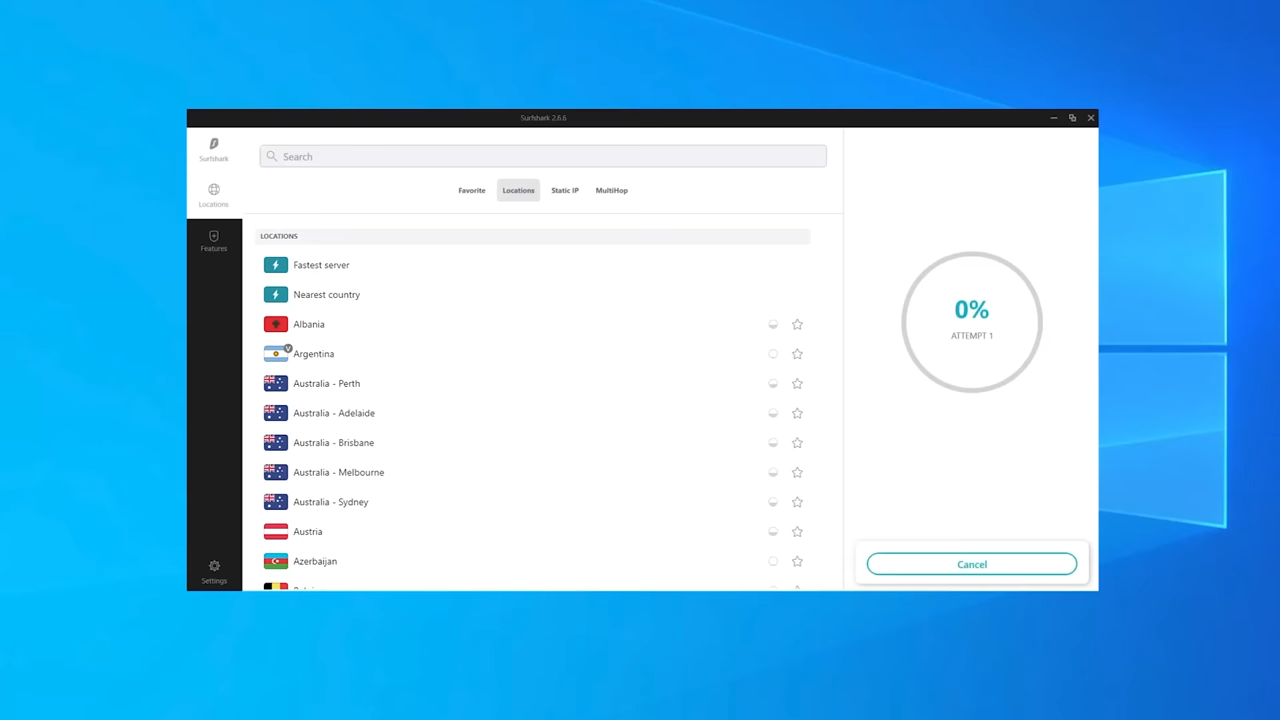 Surfshark 2.6.6
Surfshark
Locations
Features
Settings
Search
Favorite
Locations
Static IP
MultiHop
LOCATIONS
Fastest server
Nearest country
Albania
V
Argentina
Australia - Perth
Australia - Adelaide
Australia - Brisbane
Australia - Melbourne
Australia - Sydney
Austria
Azerbaijan
0%
ATTEMPT 1
Cancel